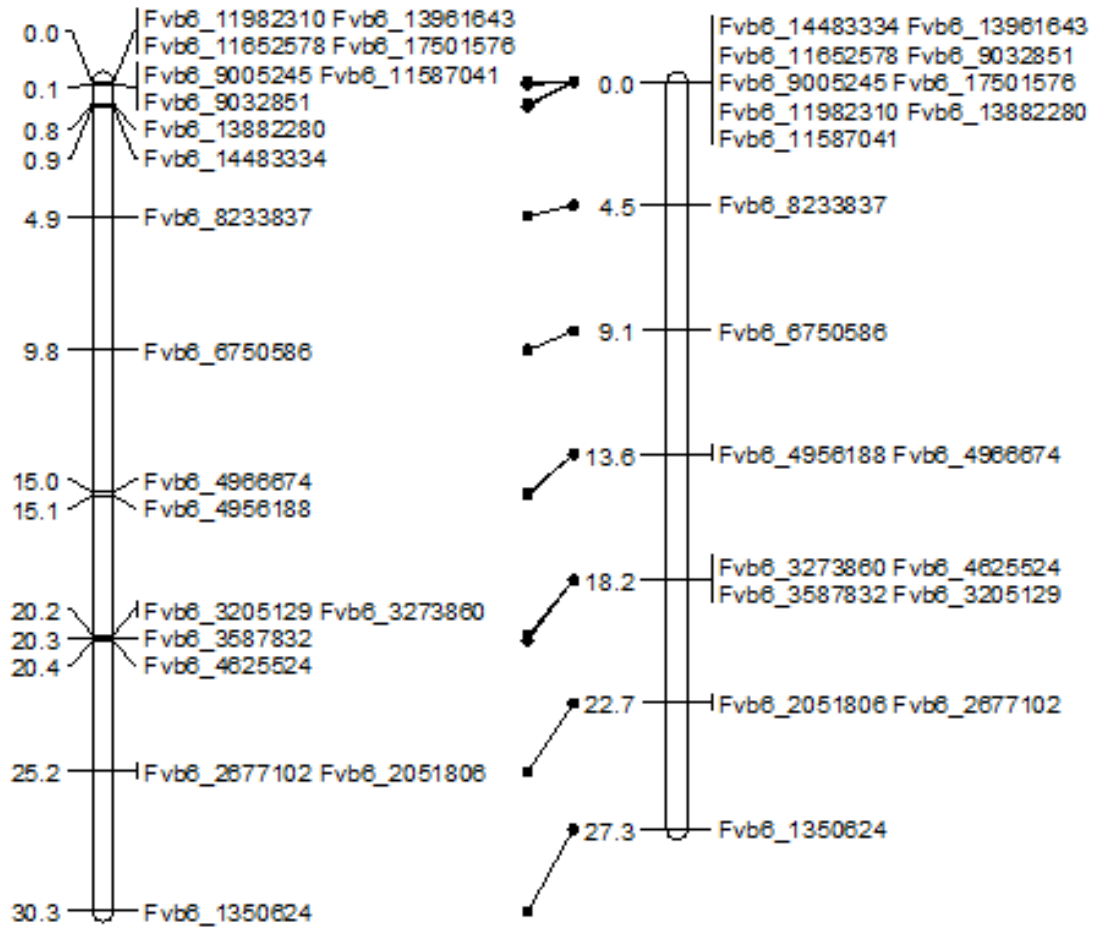 0.0
Fvb6_11982310 Fvb6_13961643
Fvb6_11652578 Fvb6_17501576
0.1
Fvb6_9005245 Fvb6_11587041
Fvb6_9032851
0.8 Fvb6_13882280
0.9 Fvb6_14483334
4.9 Fvb6_8233837
9.8 Fvb6_6750586
15.0 Fvb6_4966674
15.1 Fvb6_4956188
20.2 Fvb6_3205129 Fvb6_3273860
20.3 Fvb6_3587832
20.4 Fvb6_4625524
25.2 Fvb6_2677102 Fvb6_2051806
30.3 Fvb6_1350624
Fvb6_14483334 Fvb6_13961643
Fvb6_11652578 Fvb6_9032851
0.0 Fvb6_9005245 Fvb6_17501576
Fvb6_11982310 Fvb6_13882280
Fvb6_11587041
4.5 Fvb6_8233837
9.1 Fvb6_6750586
13.6 Fvb6_4956188 Fvb6_4966674
18.2
Fvb6_3273860 Fvb6_4625524
Fvb6_3587832 Fvb6_3205129
22.7 Fvb6_2051806 Fvb6_2677102
27.3 Fvb6_1350624